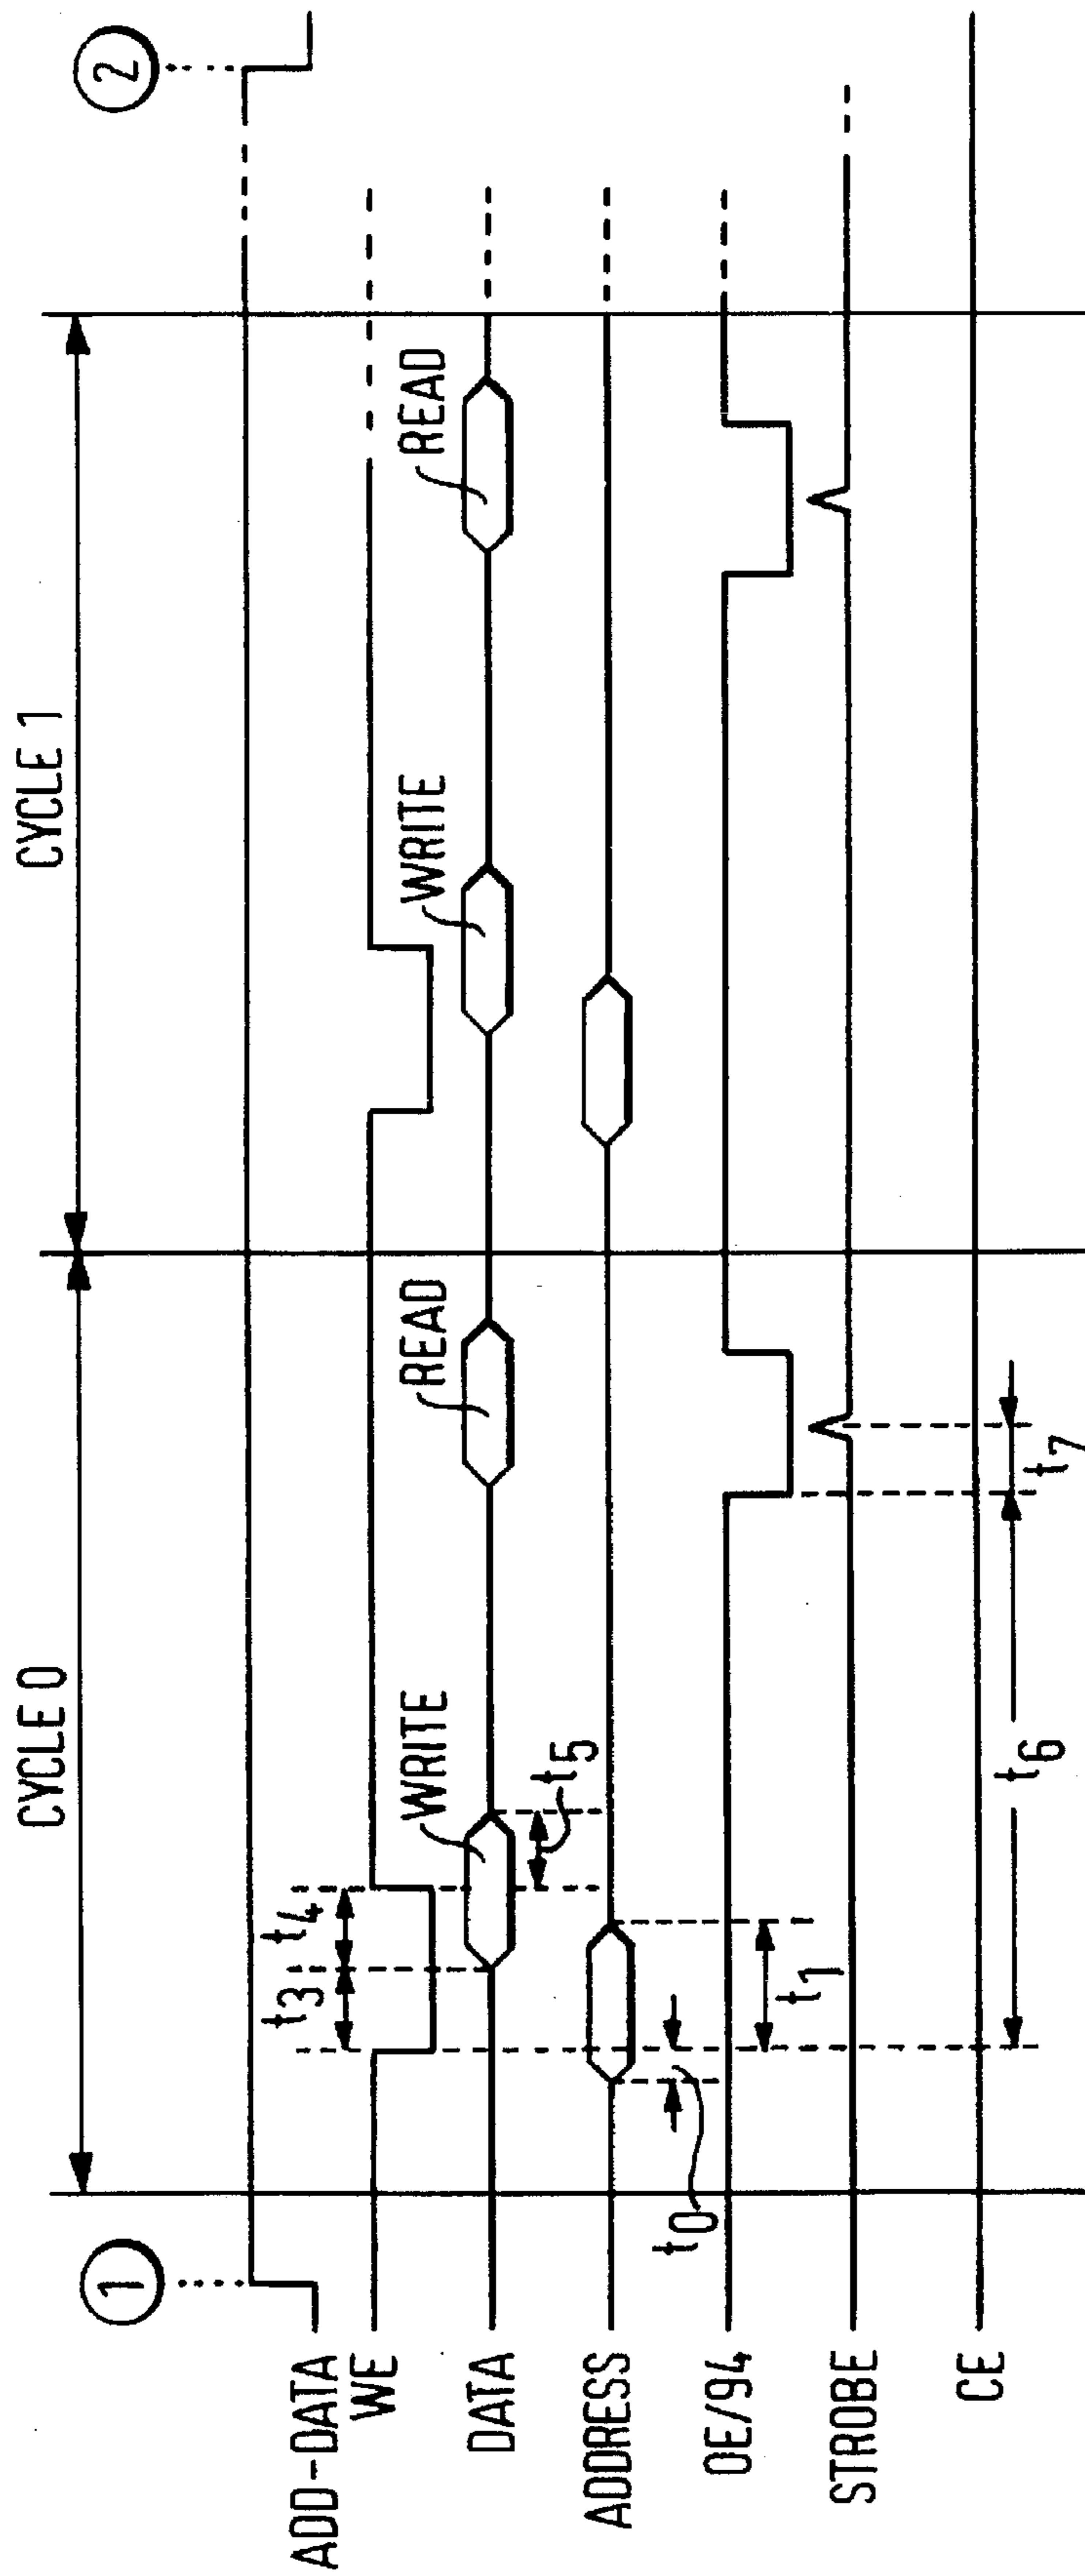 CYCLE 0
CYCLE 1
1
2
ADD-DATA
WE
t3
t4
WRITE
READ
WRITE
READ
DATA
t5
ADDRESS
t0
t1
OE/94
STROBE
t6
t7
CE